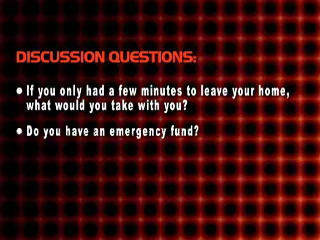 DISCUSSION QUESTIONS:
● If you only had a few minutes to leave your home,
what would you take with you?
● Do you have an emergency fund?